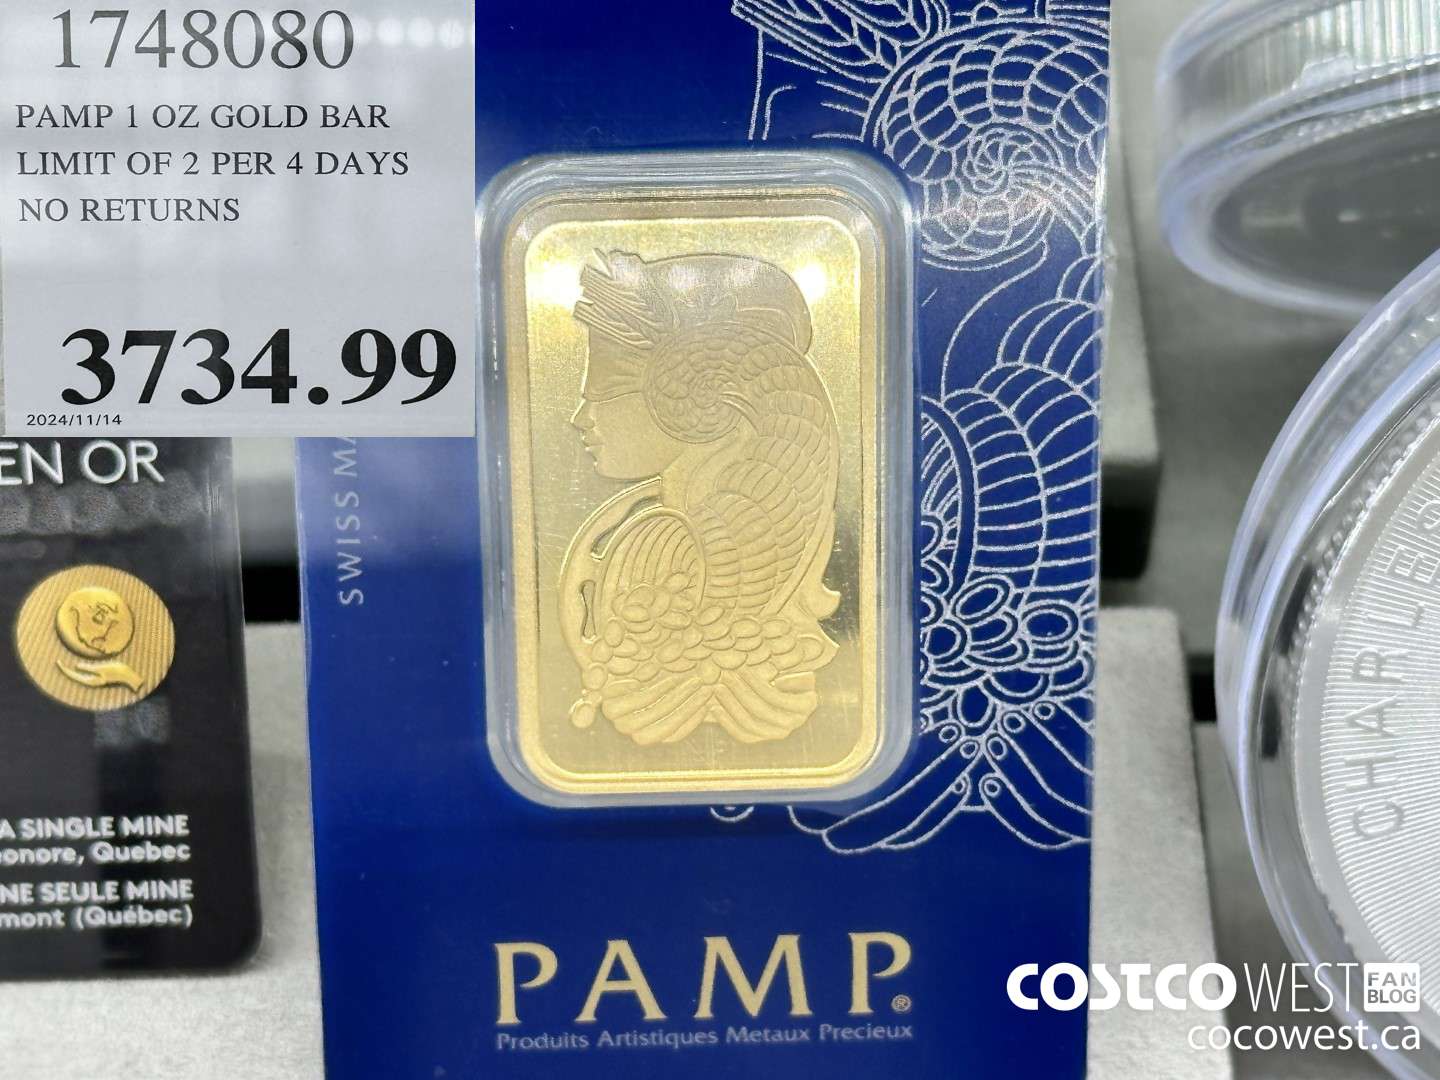 1748080
PAMP 1 OZ GOLD BAR
LIMIT OF 2 PER 4 DAYS
NO RETURNS
3734.99
2024/11/14
EN OR
A SINGLE MINE
Quebec
NE SEULE MINE
(Québec)
SWISS
PAMP®
Produits Artistiques Metaux Precieux
CHARLES
COSTCO WEST FAN BLOG
cocowest.ca